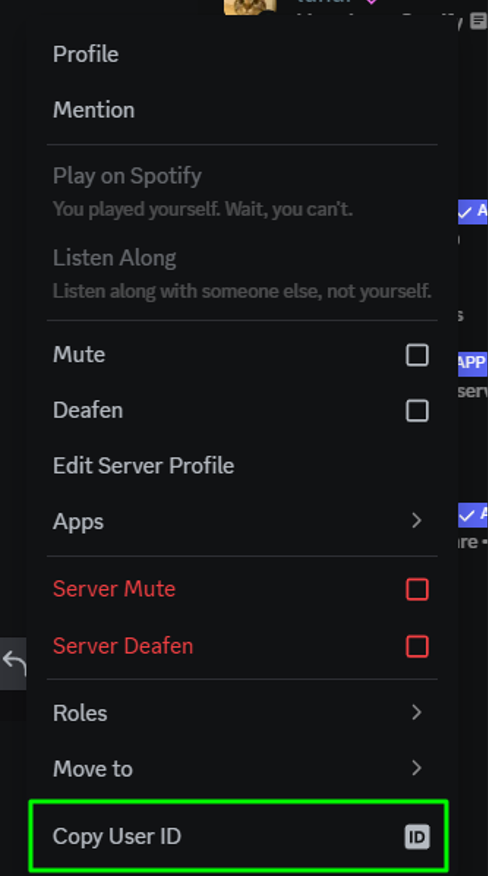 Profile
Mention
Play on Spotify
You played yourself. Wait, you can't.
Listen Along
Listen along with someone else, not yourself.
Mute
Deafen
APP
Edit Server Profile
Apps
Server Mute
Server Deafen
Roles
Move to
Copy User ID
ID